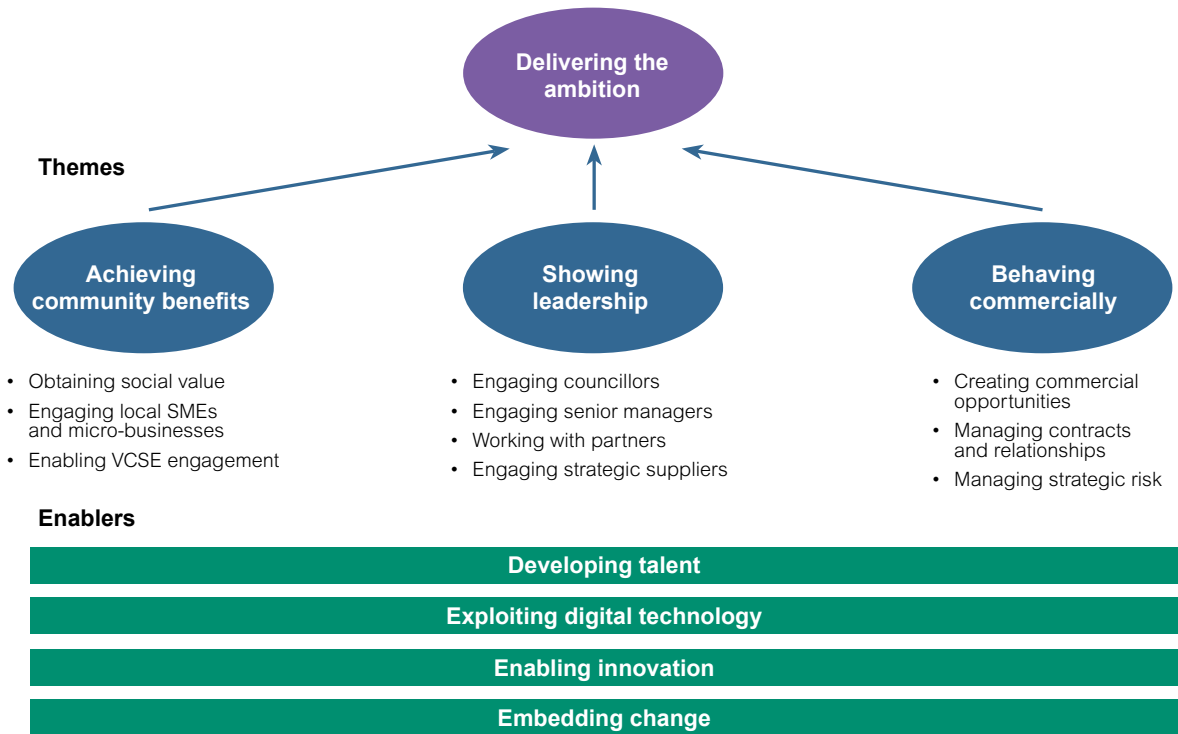 Delivering the
ambition
Themes
Achieving
community benefits
• Obtaining social value
• Engaging local SMEs
and micro-businesses
• Enabling VCSE engagement
Showing
leadership
• Engaging councillors
• Engaging senior managers
• Working with partners
• Engaging strategic suppliers
Behaving
commercially
• Creating commercial
opportunities
• Managing contracts
and relationships
• Managing strategic risk
Enablers
Developing talent
Exploiting digital technology
Enabling innovation
Embedding change